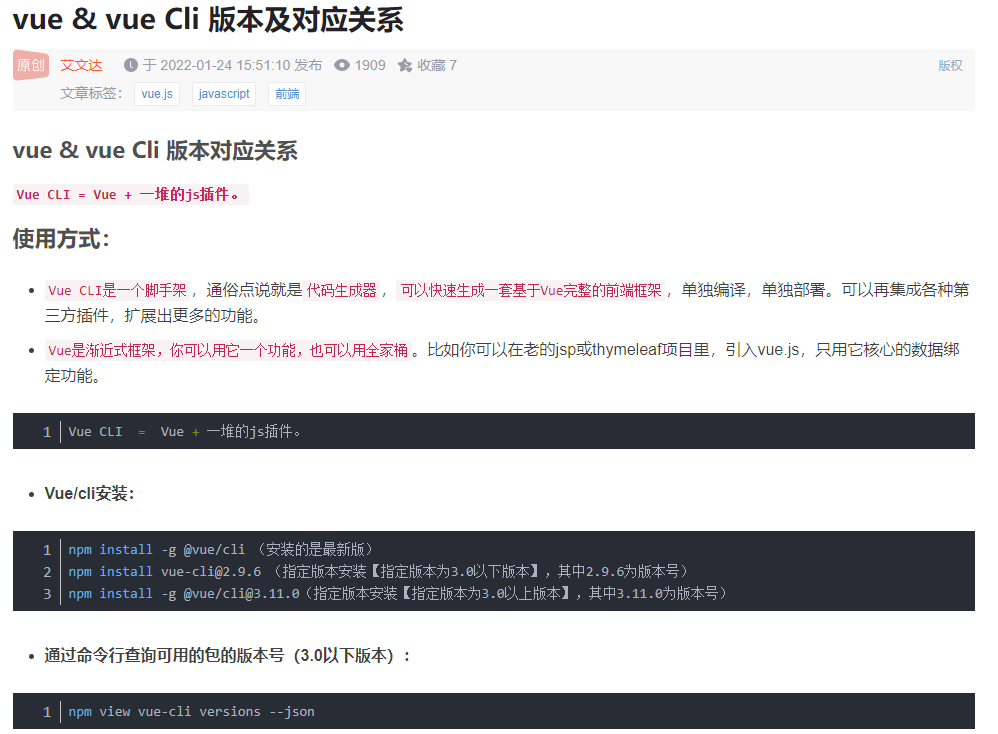 vue & vue Cli 版本及对应关系
原创 艾文达 于 2022-01-24 15:51:10 发布 1909 收藏 7 版权
文章标签： vue.js javascript 前端
vue & vue Cli 版本对应关系
Vue CLI = Vue + 一堆的js插件。
使用方式：
• Vue CLI是一个脚手架，通俗点说就是代码生成器，可以快速生成一套基于Vue完整的前端框架，单独编译，单独部署。可以再集成各种第
三方插件，扩展出更多的功能。
• Vue是渐近式框架，你可以用它一个功能，也可以用全家桶。比如你可以在老的jsp或thymeleaf项目里，引入vue.js，只用它核心的数据绑
定功能。
1 Vue CLI = Vue + 一堆的js插件。
• Vue/cli安装：
1 npm install -g @vue/cli （安装的是最新版）
2 npm install vue-cli@2.9.6 （指定版本安装【指定版本为3.0以下版本】，其中2.9.6为版本号）
3 npm install -g @vue/cli@3.11.0（指定版本安装【指定版本为3.0以上版本】，其中3.11.0为版本号）
• 通过命令行查询可用的包的版本号（3.0以下版本）：
1 npm view vue-cli versions --json